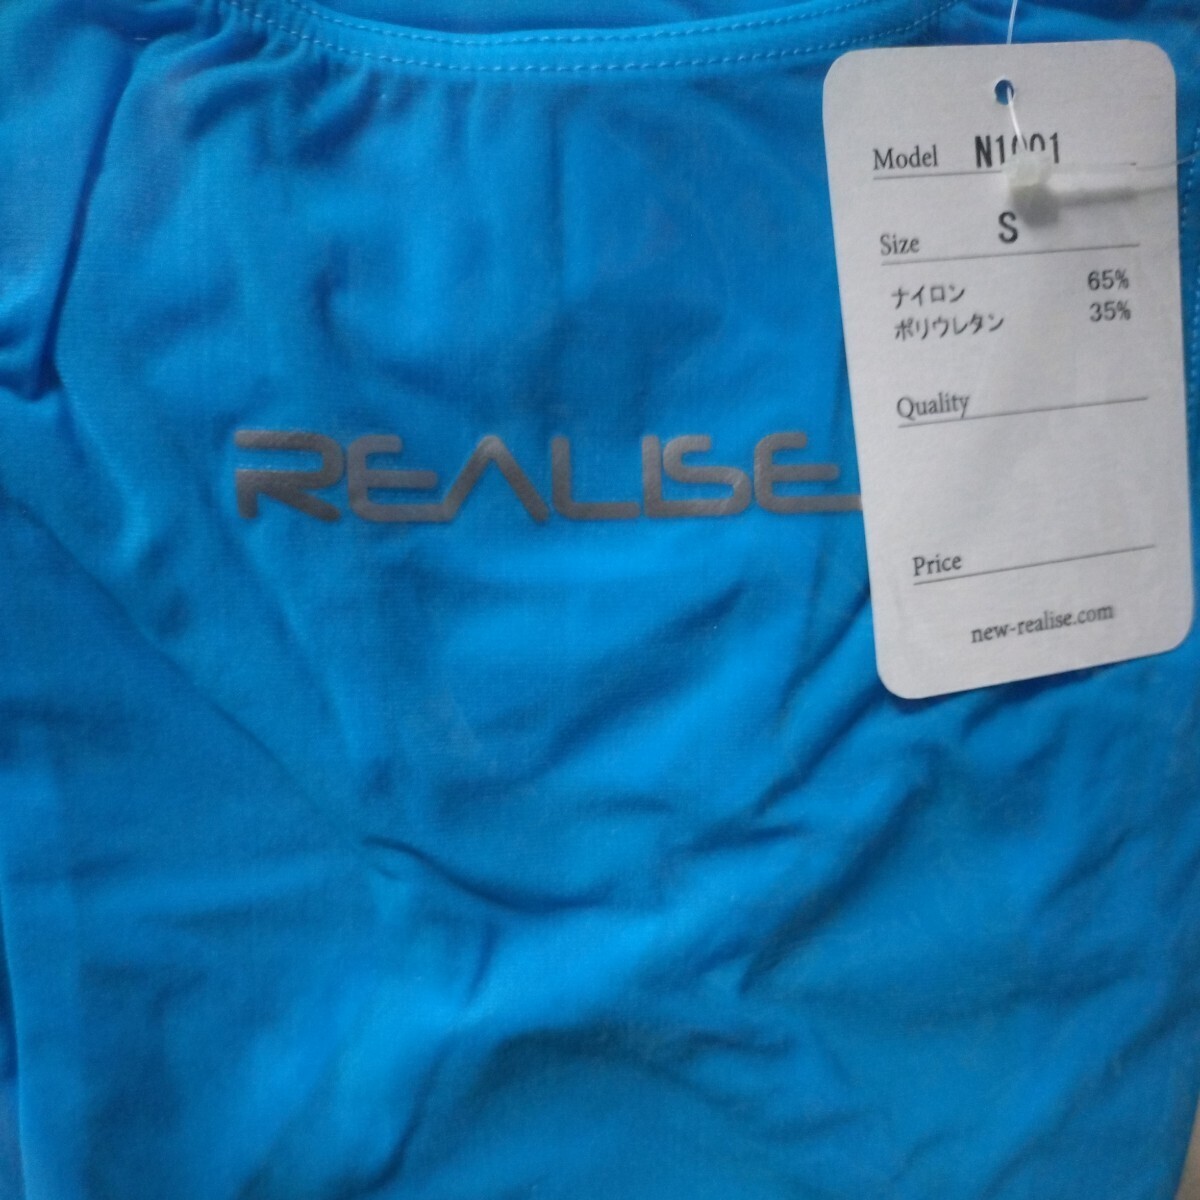 REALISE
Model N1001
Size S
ナイロン 65%
ポリウレタン 35%
Quality
Price
new-realise.com